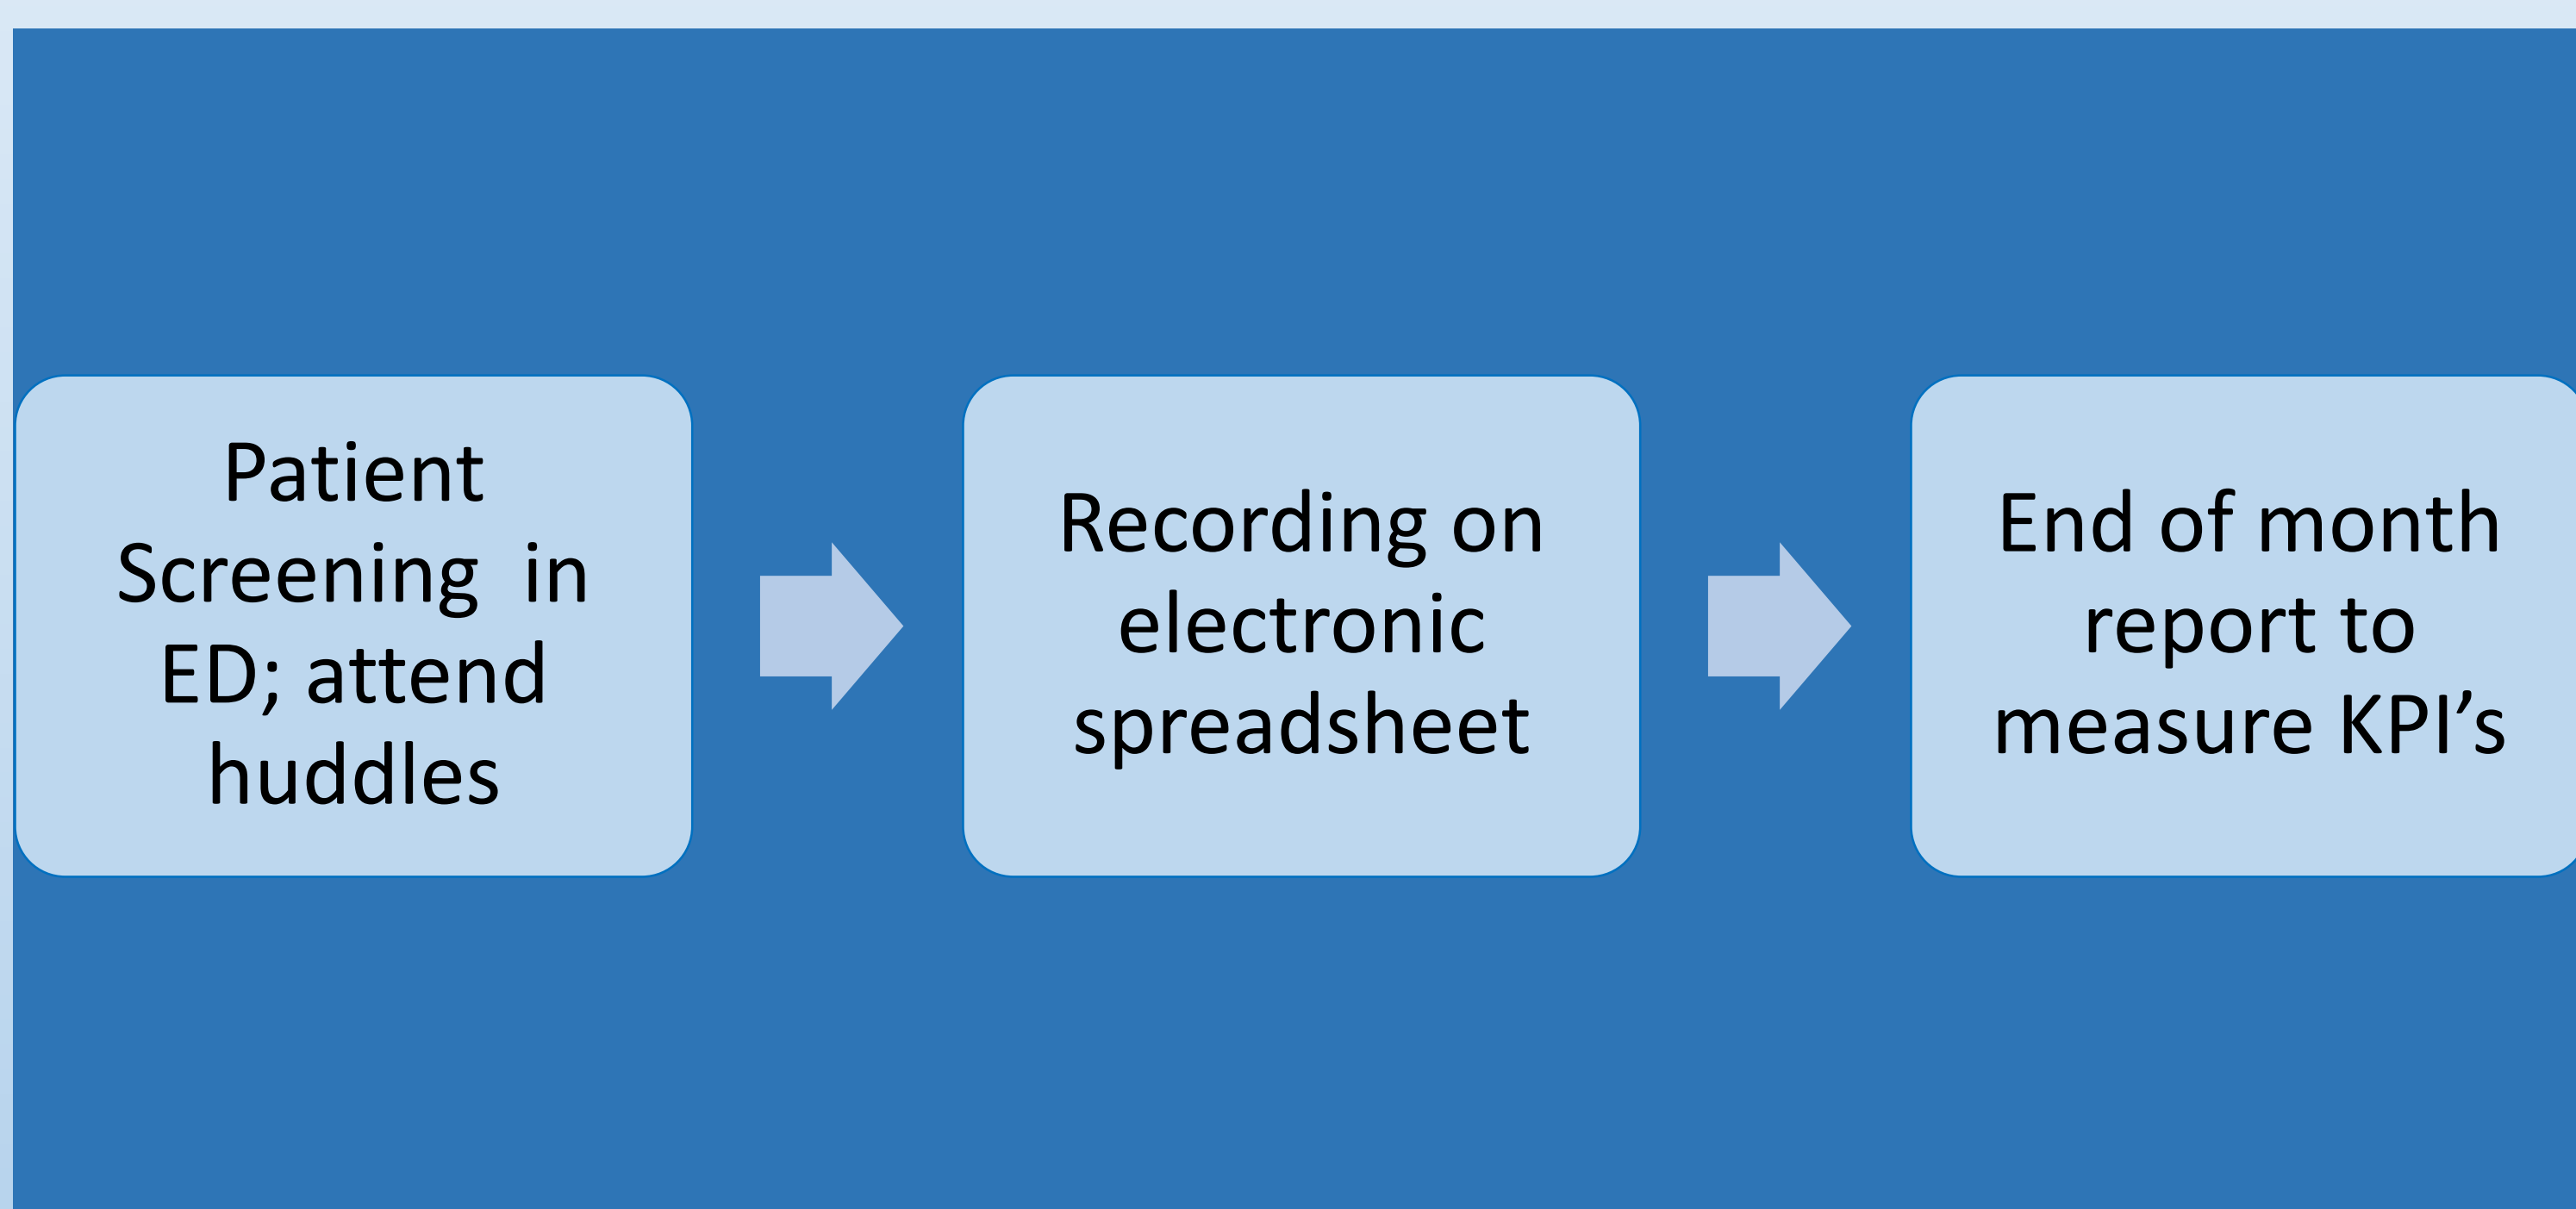 Patient
Screening  in
ED; attend
huddles
Recording on
electronic
spreadsheet
End of month
report to
measure KPI’s